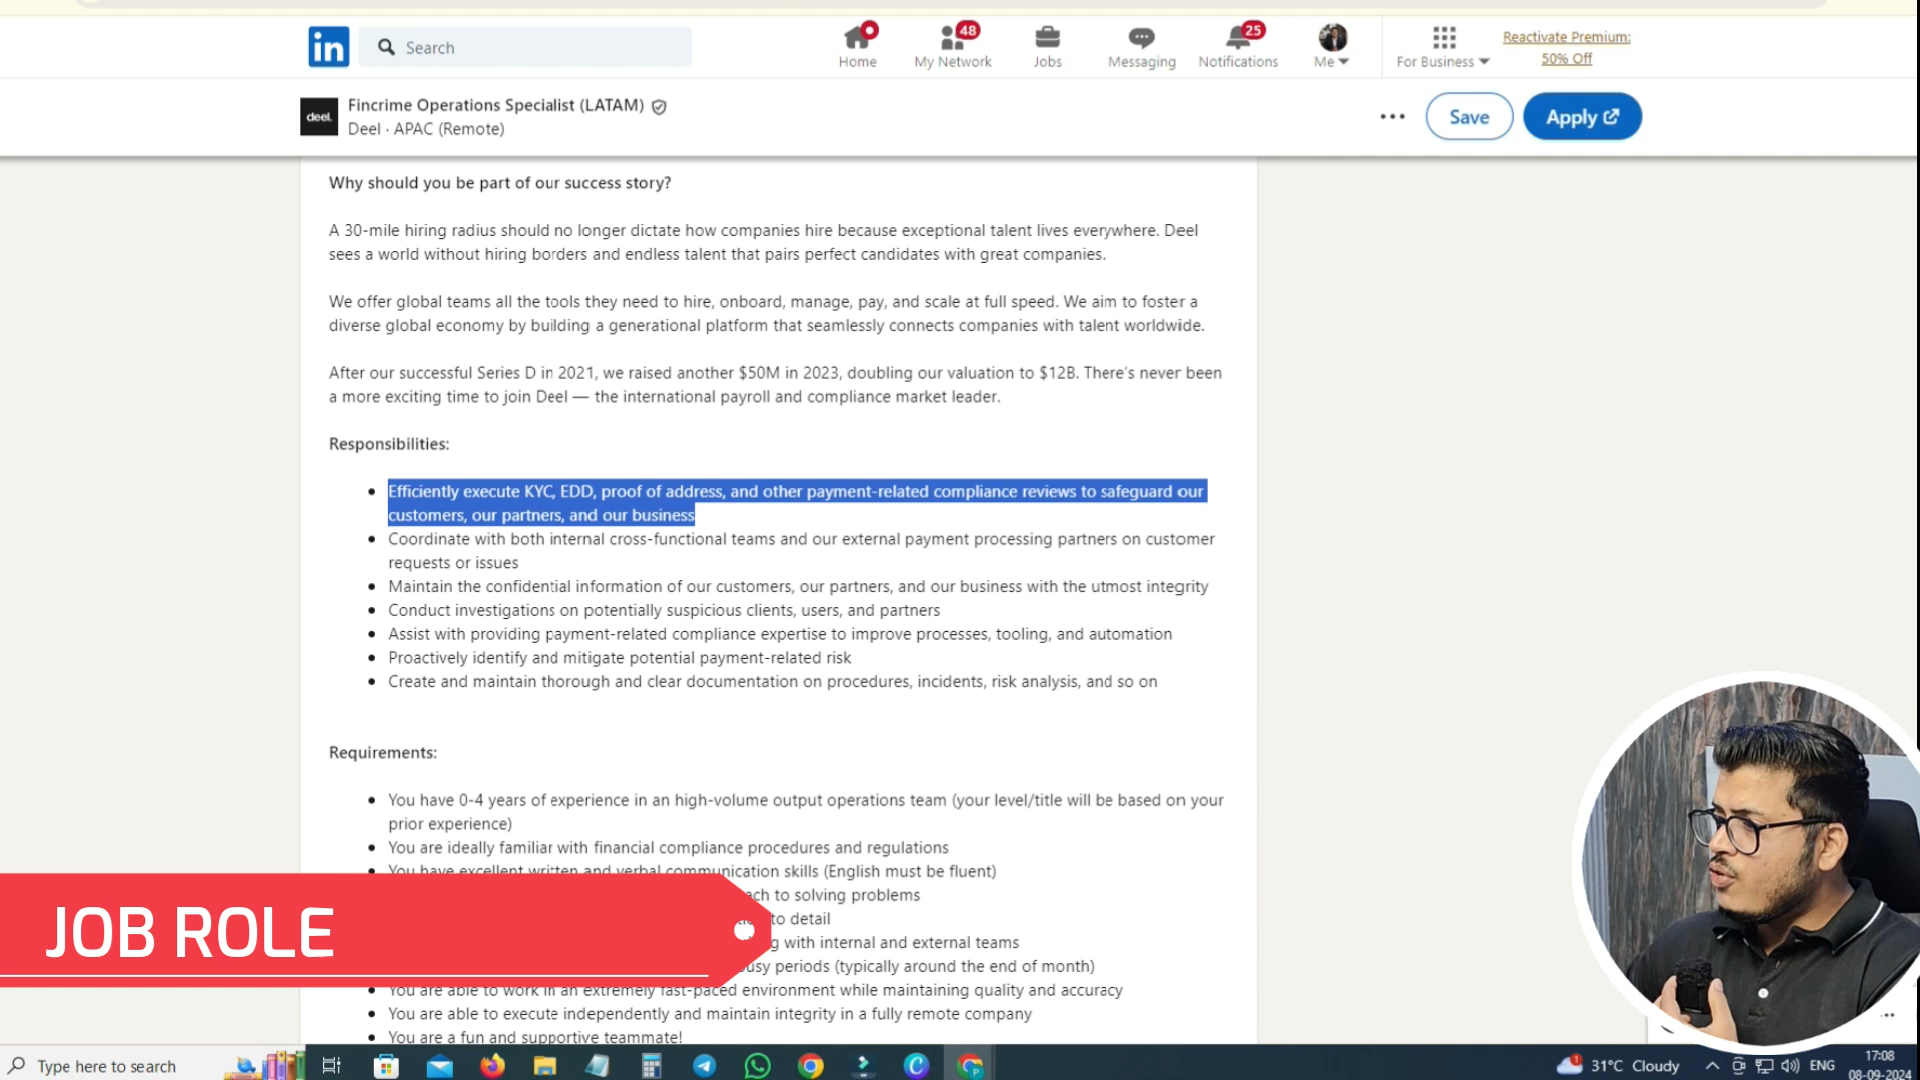 in
Search
Home
48
My Network
Jobs
Messaging
25
Notifications
Me
For Business
Reactivate Premium:
50% Off
deel.
Fincrime Operations Specialist (LATAM)
Deel · APAC (Remote)
Save
Apply
Why should you be part of our success story?
A 30-mile hiring radius should no longer dictate how companies hire because exceptional talent lives everywhere. Deel
sees a world without hiring borders and endless talent that pairs perfect candidates with great companies.
We offer global teams all the tools they need to hire, onboard, manage, pay, and scale at full speed. We aim to foster a
diverse global economy by building a generational platform that seamlessly connects companies with talent worldwide.
After our successful Series D in 2021, we raised another $50M in 2023, doubling our valuation to $12B. There's never been
a more exciting time to join Deel — the international payroll and compliance market leader.
Responsibilities:
• Efficiently execute KYC, EDD, proof of address, and other payment-related compliance reviews to safeguard our
customers, our partners, and our business
• Coordinate with both internal cross-functional teams and our external payment processing partners on customer
requests or issues
• Maintain the confidential information of our customers, our partners, and our business with the utmost integrity
• Conduct investigations on potentially suspicious clients, users, and partners
• Assist with providing payment-related compliance expertise to improve processes, tooling, and automation
• Proactively identify and mitigate potential payment-related risk
• Create and maintain thorough and clear documentation on procedures, incidents, risk analysis, and so on
Requirements:
• You have 0-4 years of experience in an high-volume output operations team (your level/title will be based on your
prior experience)
• You are ideally familiar with financial compliance procedures and regulations
• You have excellent written and verbal communication skills (English must be fluent)
to solving problems
to detail
with internal and external teams
periods (typically around the end of month)
• You are able to work in an extremely fast-paced environment while maintaining quality and accuracy
• You are able to execute independently and maintain integrity in a fully remote company
• You are a fun and supportive teammate!
JOB ROLE
Type here to search
1
31°C Cloudy
ENG
17:08
08-09-2024